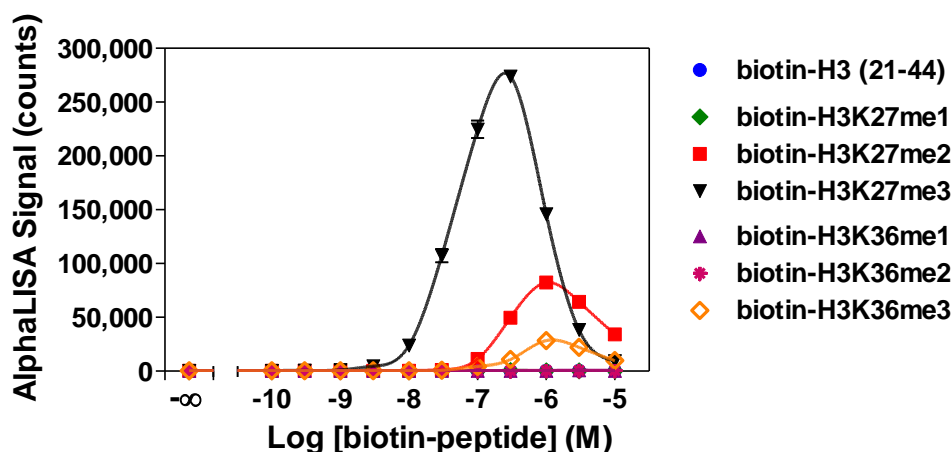 300,000
250,000
200,000
150,000
100,000
50,000
0
AlphaLISA Signal (counts)
-∞ -10 -9 -8 -7 -6 -5
Log [biotin-peptide] (M)
biotin-H3 (21-44)
biotin-H3K27me1
biotin-H3K27me2
biotin-H3K27me3
biotin-H3K36me1
biotin-H3K36me2
biotin-H3K36me3